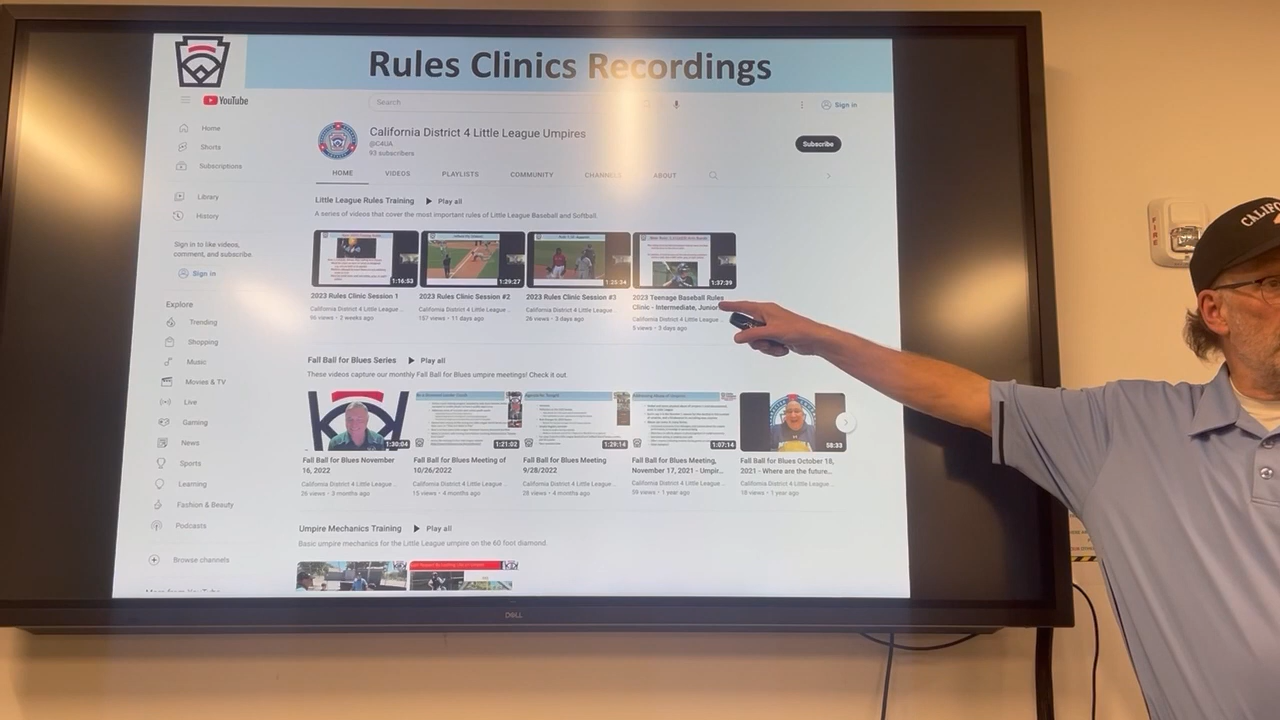 Rules Clinics Recordings
YouTube
Search
Sign in
Home
Shorts
Subscriptions
Library
History
Sign in to like videos,
comment, and subscribe.
Sign in
Explore
Trending
Shopping
Music
Movies & TV
Live
Gaming
News
Sports
Learning
Fashion & Beauty
Podcasts
Browse channels
California District 4 Little League Umpires
@C4UA
93 subscribers
Subscribe
HOME VIDEOS PLAYLISTS COMMUNITY CHANNELS ABOUT
Little League Rules Training Play all
A series of videos that cover the most important rules of Little League Baseball and Softball.
1:16:53 1:29:27 1:25:34 1:37:29
2023 Rules Clinic Session 1
California District 4 Little League ...
2 weeks ago
2023 Rules Clinic Session #2
California District 4 Little League ...
157 views • 11 days ago
2023 Rules Clinic Session #3
California District 4 Little League ...
26 views • 3 days ago
2023 Teenage Baseball Rules
Clinic - Intermediate, Junior
California District 4 Little League ...
5 views • 3 days ago
Fall Ball for Blues Series Play all
These videos capture our monthly Fall Ball for Blues umpire meetings! Check it out.
1:30:04 1:21:02 1:29:14 1:07:14 58:33
Fall Ball for Blues November
16, 2022
California District 4 Little League ...
26 views • 3 months ago
Fall Ball for Blues Meeting of
10/26/2022
California District 4 Little League ...
15 views • 4 months ago
Fall Ball for Blues Meeting
9/28/2022
California District 4 Little League ...
28 views • 4 months ago
Fall Ball for Blues Meeting,
November 17, 2021 - Umpir...
California District 4 Little League ...
59 views • 1 year ago
Fall Ball for Blues October 18,
2021 - Where are the future...
California District 4 Little League ...
18 views • 1 year ago
Umpire Mechanics Training Play all
Basic umpire mechanics for the Little League umpire on the 60 foot diamond.
DELL
FIRE
CALIFO